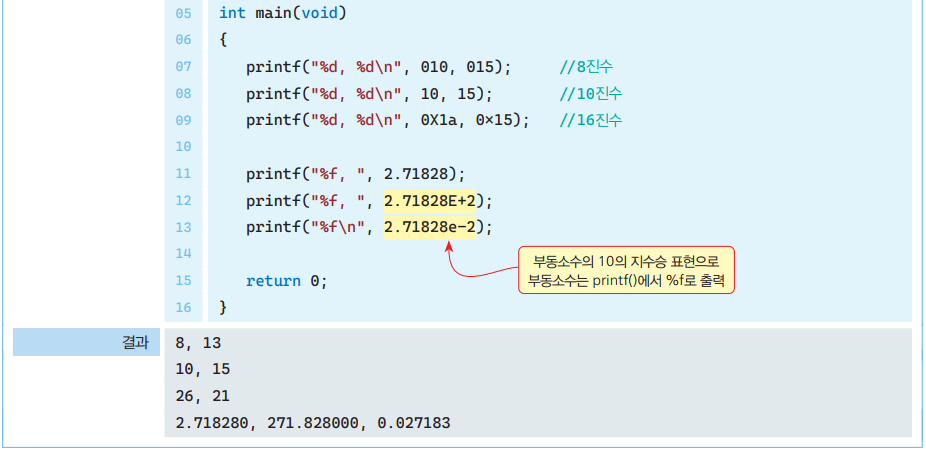 05 int main(void)
06 {
07 printf("%d, %d\n", 010, 015); //8진수
08 printf("%d, %d\n", 10, 15); //10진수
09 printf("%d, %d\n", 0X1a, 0×15); //16진수
10
11 printf("%f, ", 2.71828);
12 printf("%f, ", 2.71828E+2);
13 printf("%f\n", 2.71828e−2);
14
부동소수의 10의 지수승 표현으로
부동소수는 printf()에서 %f로 출력
15 return 0;
16 }
결과
8, 13
10, 15
26, 21
2.718280, 271.828000, 0.027183